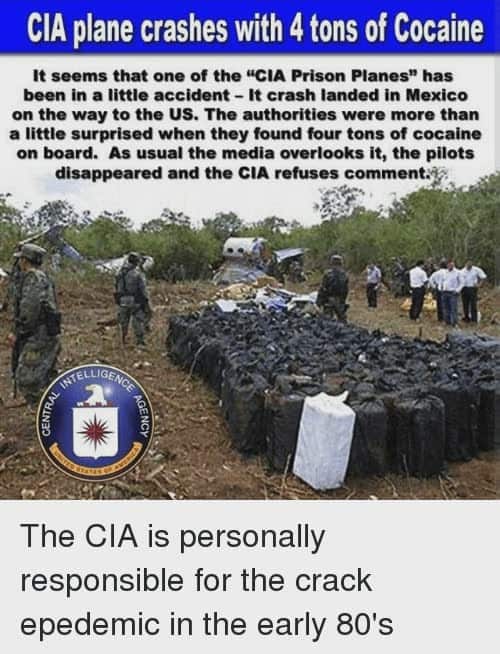 CIA plane crashes with 4 tons of Cocaine
It seems that one of the "CIA Prison Planes" has
been in a little accident - It crash landed in Mexico
on the way to the US. The authorities were more than
a little surprised when they found four tons of cocaine
on board. As usual the media overlooks it, the pilots
disappeared and the CIA refuses comment.
CENTRAL INTELLIGENCE AGENCY
UNITED STATES OF AMERICA
The CIA is personally
responsible for the crack
epedemic in the early 80's